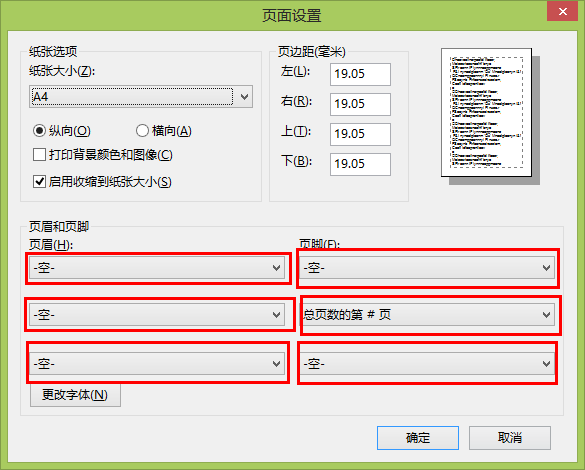 页面设置
纸张选项
纸张大小(Z):
A4
纵向(O)
横向(A)
打印背景颜色和图像(C)
启用收缩到纸张大小(S)
页边距(毫米)
左(L):
19.05
右(R):
19.05
上(T):
19.05
下(B):
19.05
页眉和页脚
页眉(H):
页脚(F):
-空-
-空-
-空-
总页数的第 # 页
-空-
-空-
更改字体(N)
确定
取消